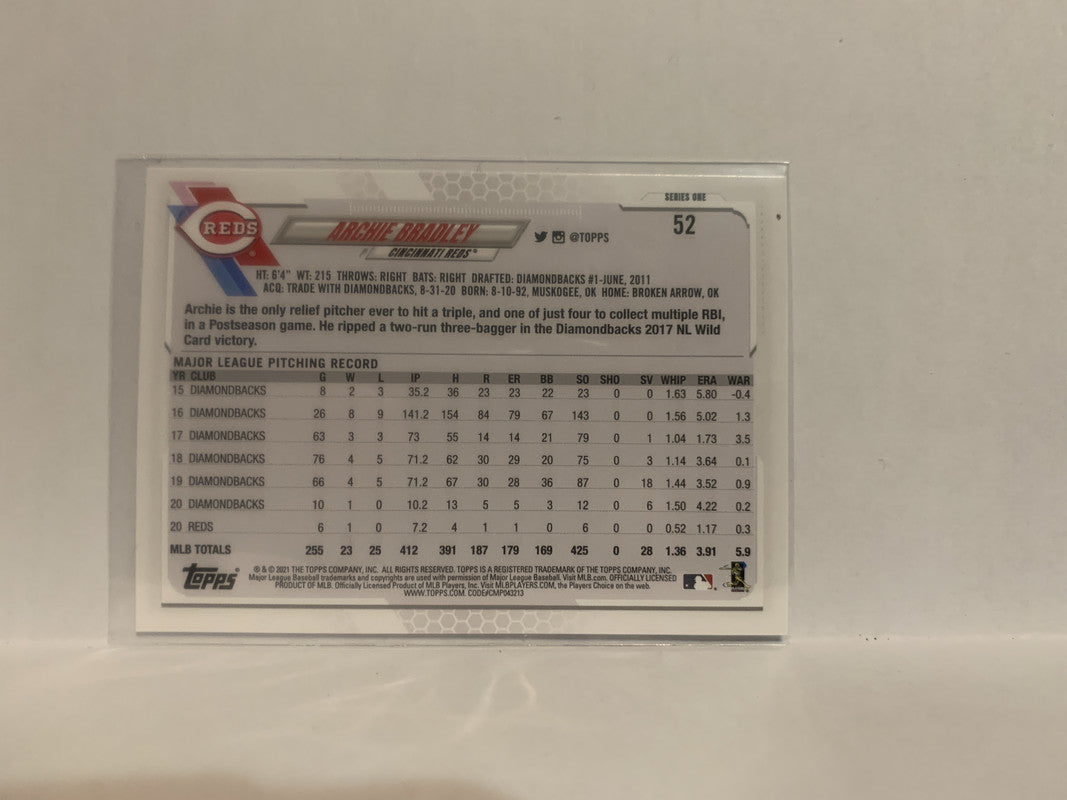 SERIES ONE
52
REDS
ARCHIE BRADLEY
CINCINNATI REDS™
@TOPPS
HT: 6'4" WT: 215 THROWS: RIGHT BATS: RIGHT DRAFTED: DIAMONDBACKS #1-JUNE, 2011
ACQ: TRADE WITH DIAMONDBACKS, 8-31-20 BORN: 8-10-92, MUSKOGEE, OK HOME: BROKEN ARROW, OK
Archie is the only relief pitcher ever to hit a triple, and one of just four to collect multiple RBI,
in a Postseason game. He ripped a two-run three-bagger in the Diamondbacks 2017 NL Wild
Card victory.
MAJOR LEAGUE PITCHING RECORD
YR CLUB G W L IP H R ER BB SO SHO SV WHIP ERA WAR
15 DIAMONDBACKS 8 2 3 35.2 36 23 23 22 23 0 0 1.63 5.80 -0.4
16 DIAMONDBACKS 26 8 9 141.2 154 84 79 67 143 0 0 1.56 5.02 1.3
17 DIAMONDBACKS 63 3 3 73 55 14 14 21 79 0 1 1.04 1.73 3.5
18 DIAMONDBACKS 76 4 5 71.2 62 30 29 20 75 0 3 1.14 3.64 0.1
19 DIAMONDBACKS 66 4 5 71.2 67 30 28 36 87 0 18 1.44 3.52 0.9
20 DIAMONDBACKS 10 1 0 10.2 13 5 5 3 12 0 6 1.50 4.22 0.2
20 REDS 6 1 0 7.2 4 1 1 0 6 0 0 0.52 1.17 0.3
MLB TOTALS 255 23 25 412 391 187 179 169 425 0 28 1.36 3.91 5.9
Topps®
® & © 2021 THE TOPPS COMPANY, INC. ALL RIGHTS RESERVED. TOPPS IS A REGISTERED TRADEMARK OF THE TOPPS COMPANY, INC.
Major League Baseball trademarks and copyrights are used with permission of Major League Baseball. Visit MLB.com. OFFICIALLY LICENSED
PRODUCT OF MLB. Officially Licensed Product of MLB Players, Inc. Visit MLBPLAYERS.COM, the Players Choice on the web.
WWW.TOPPS.COM. CODE#CMP043213